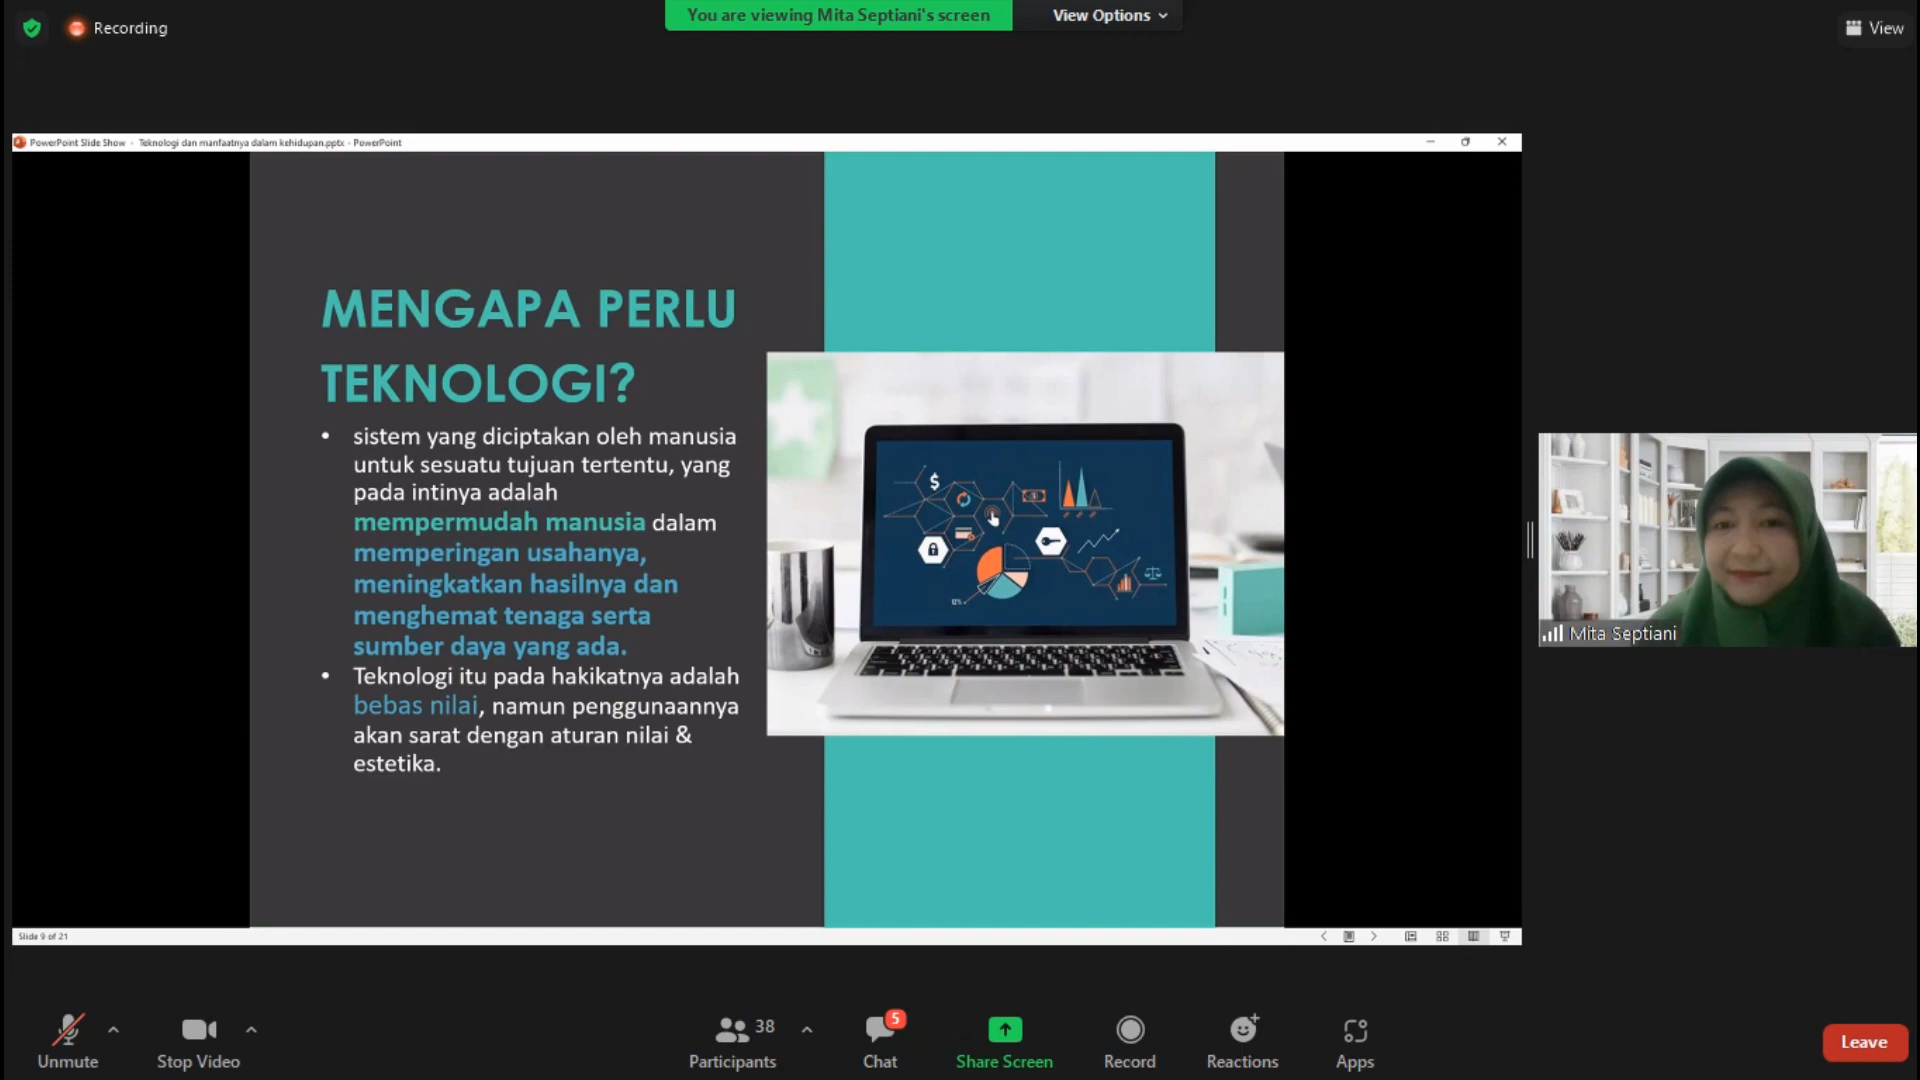 Recording
You are viewing Mita Septiani's screen
View Options
View
PowerPoint Slide Show - Teknologi dan manfaatnya dalam kehidupan.pptx - PowerPoint
MENGAPA PERLU
TEKNOLOGI?
• sistem yang diciptakan oleh manusia
untuk sesuatu tujuan tertentu, yang
pada intinya adalah
mempermudah manusia dalam
memperingan usahanya,
meningkatkan hasilnya dan
menghemat tenaga serta
sumber daya yang ada.
• Teknologi itu pada hakikatnya adalah
bebas nilai, namun penggunaannya
akan sarat dengan aturan nilai &
estetika.
$
Mita Septiani
Slide 9 of 21
Unmute
Stop Video
38
Participants
5
Chat
Share Screen
Record
Reactions
Apps
Leave